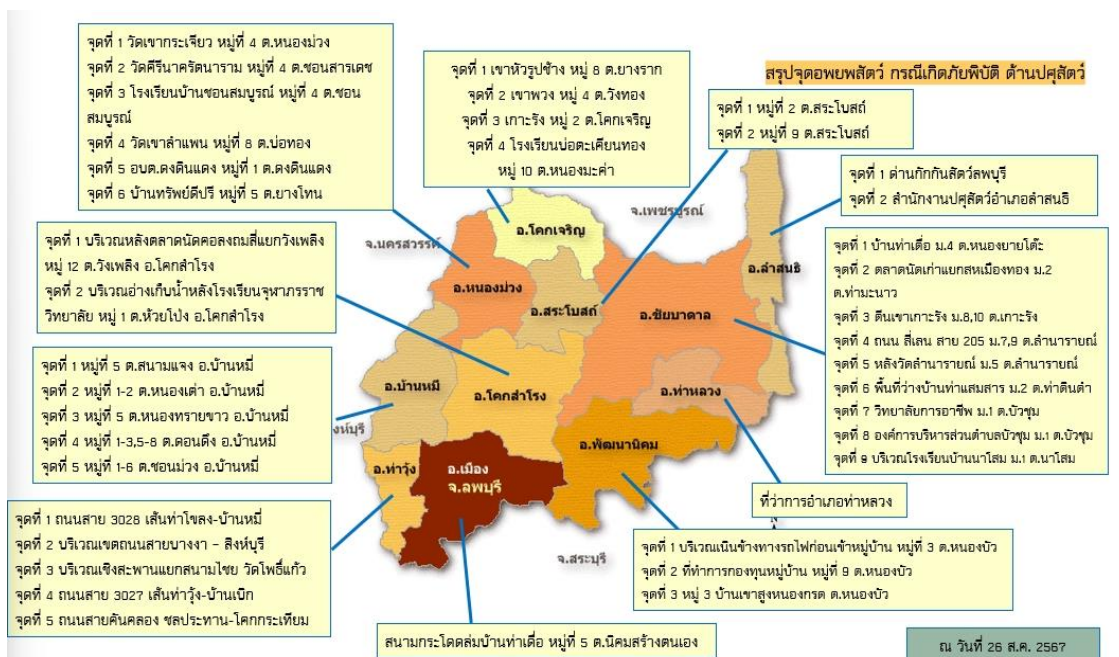 สรุปจุดอพยพสัตว์ กรณีเกิดภัยพิบัติ ด้านปศุสัตว์
จุดที่ 1 วัดเขากระเจียว หมู่ที่ 4 ต.หนองม่วง
จุดที่ 2 วัดคีรีนาครัตนาราม หมู่ที่ 4 ต.ชอนสารเดช
จุดที่ 3 โรงเรียนบ้านชอนสมบูรณ์ หมู่ที่ 4 ต.ชอน
สมบูรณ์
จุดที่ 4 วัดเขาลำแพน หมู่ที่ 8 ต.บ่อทอง
จุดที่ 5 อบต.ดงดินแดง หมู่ที่ 1 ต.ดงดินแดง
จุดที่ 6 บ้านทรัพย์ดีปรี หมู่ที่ 5 ต.ยางโทน
จุดที่ 1 เขาหัวรูปช้าง หมู่ 8 ต.ยางราก
จุดที่ 2 เขาพวง หมู่ 4 ต.วังทอง
จุดที่ 3 เกาะรัง หมู่ 2 ต.โคกเจริญ
จุดที่ 4 โรงเรียนบ่อตะเคียนทอง
หมู่ 10 ต.หนองมะค่า
จุดที่ 1 หมู่ที่ 2 ต.สระโบสถ์
จุดที่ 2 หมู่ที่ 9 ต.สระโบสถ์
จุดที่ 1 ด่านกักกันสัตว์ลพบุรี
จุดที่ 2 สำนักงานปศุสัตว์อำเภอลำสนธิ
จุดที่ 1 บริเวณหลังตลาดนัดคลองถมสี่แยกวังเพลิง
หมู่ 12 ต.วังเพลิง อ.โคกสำโรง
จุดที่ 2 บริเวณอ่างเก็บน้ำหลังโรงเรียนจุฬาภรราช
วิทยาลัย หมู่ 1 ต.ห้วยโป่ง อ.โคกสำโรง
จุดที่ 1 บ้านท่าเดื่อ ม.4 ต.หนองยายโต๊ะ
จุดที่ 2 ตลาดนัดเก่าแยกสหเมืองทอง ม.2
ต.ท่ามะนาว
จุดที่ 3 ตีนเขาเกาะรัง ม.8,10 ต.เกาะรัง
จุดที่ 4 ถนน สี่เลน สาย 205 ม.7,9 ต.ลำนารายณ์
จุดที่ 5 หลังวัดลำนารายณ์ ม.5 ต.ลำนารายณ์
จุดที่ 6 พื้นที่ว่างบ้านท่าแสมสาร ม.2 ต.ท่าดินดำ
จุดที่ 7 วิทยาลัยการอาชีพ ม.1 ต.บัวชุม
จุดที่ 8 องค์การบริหารส่วนตำบลบัวชุม ม.1 ต.บัวชุม
จุดที่ 9 บริเวณโรงเรียนบ้านนาโสม ม.1 ต.นาโสม
จุดที่ 1 หมู่ที่ 5 ต.สนามแจง อ.บ้านหมี่
จุดที่ 2 หมู่ที่ 1-2 ต.หนองเต่า อ.บ้านหมี่
จุดที่ 3 หมู่ที่ 5 ต.หนองทรายขาว อ.บ้านหมี่
จุดที่ 4 หมู่ที่ 1-3,5-8 ต.ดอนดึง อ.บ้านหมี่
จุดที่ 5 หมู่ที่ 1-6 ต.ชอนม่วง อ.บ้านหมี่
จ.นครสวรรค์
จ.เพชรบูรณ์
อ.โคกเจริญ
อ.หนองม่วง
อ.สระโบสถ์
อ.ชัยบาดาล
อ.ลำสนธิ
อ.บ้านหมี่
อ.โคกสำโรง
อ.ท่าหลวง
งห์บุรี
อ.พัฒนานิคม
อ.ท่าวุ้ง
อ.เมือง
จ.ลพบุรี
จ.สระบุรี
ที่ว่าการอำเภอท่าหลวง
จุดที่ 1 ถนนสาย 3028 เส้นท่าโขลง-บ้านหมี่
จุดที่ 2 บริเวณเขตถนนสายบางงา – สิงห์บุรี
จุดที่ 3 บริเวณเชิงสะพานแยกสนามไชย วัดโพธิ์แก้ว
จุดที่ 4 ถนนสาย 3027 เส้นท่าวุ้ง-บ้านเบิก
จุดที่ 5 ถนนสายคันคลอง ชลประทาน-โคกกระเทียม
จุดที่ 1 บริเวณเนินข้างทางรถไฟก่อนเข้าหมู่บ้าน หมู่ที่ 3 ต.หนองบัว
จุดที่ 2 ที่ทำการกองทุนหมู่บ้าน หมู่ที่ 9 ต.หนองบัว
จุดที่ 3 หมู่ 3 บ้านเขาสูงหนองกรด ต.หนองบัว
สนามกระโดดล่มบ้านท่าเดื่อ หมู่ที่ 5 ต.นิคมสร้างตนเอง
ณ วันที่ 26 ส.ค. 2567